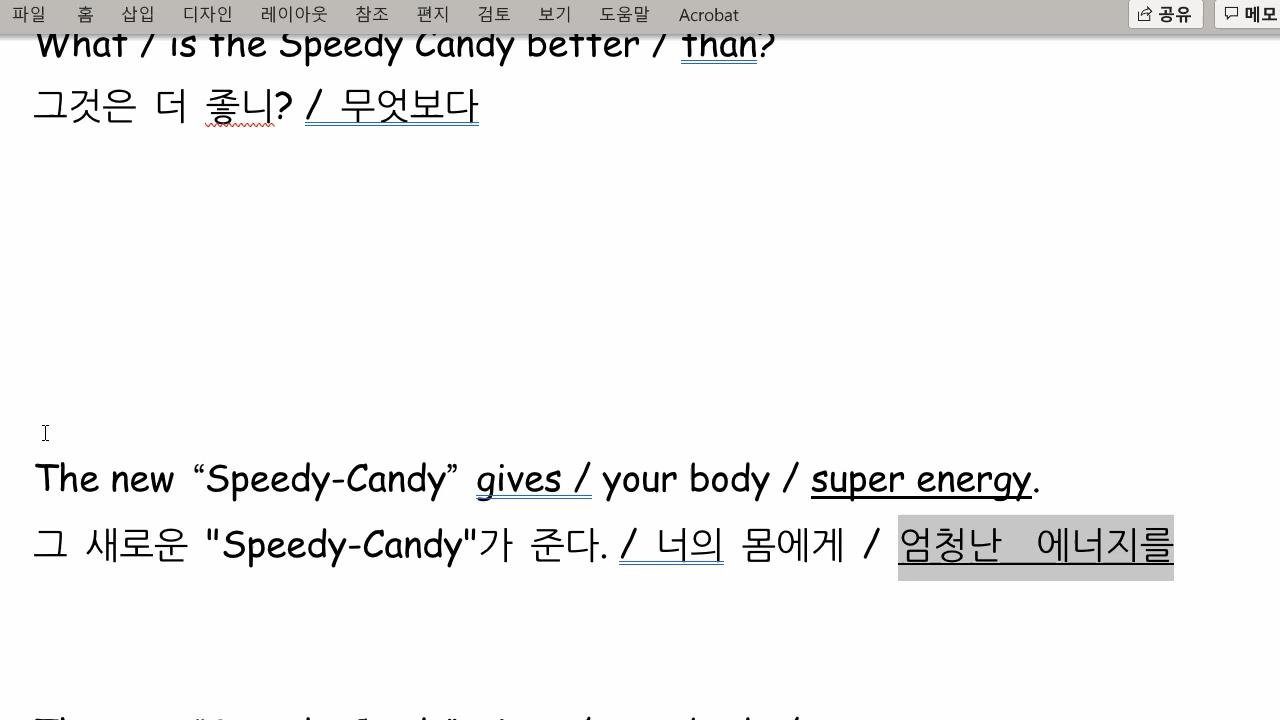 파일 홈 삽입 디자인 레이아웃 참조 편지 검토 보기 도움말 Acrobat 공유 메모
What / is the Speedy Candy better / than?
그것은 더 좋니? / 무엇보다
The new “Speedy-Candy” gives / your body / super energy.
그 새로운 "Speedy-Candy"가 준다. / 너의 몸에게 / 엄청난 에너지를